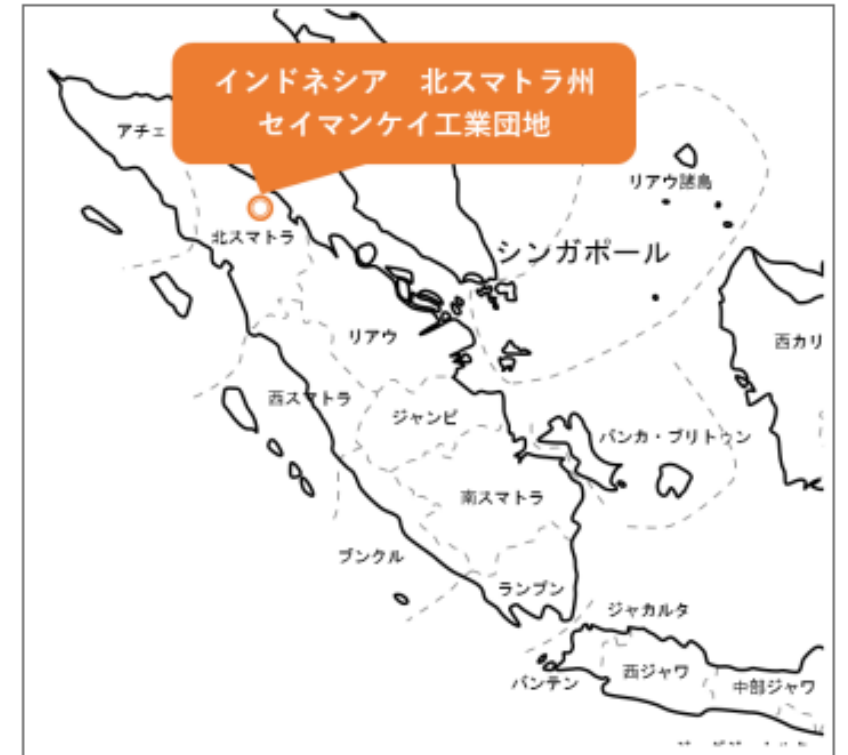 インドネシア　北スマトラ州
セイマンケイ工業団地
アチェ
リアウ諸島
北スマトラ
シンガポール
リアウ
西カリ
西スマトラ
ジャンビ
バンカ・ブリトゥン
南スマトラ
ブンクル
ランプン
ジャカルタ
バンテン
西ジャワ
中部ジャワ